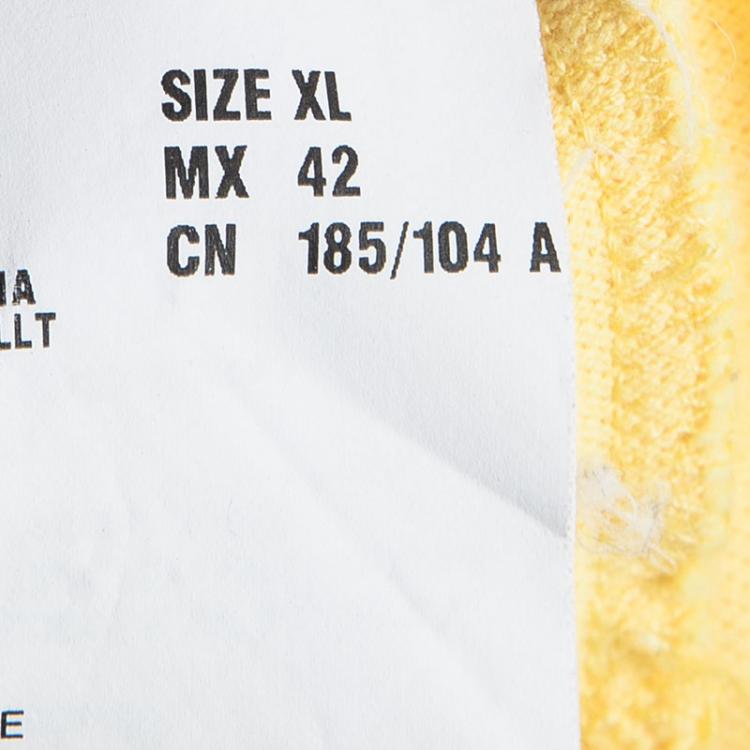 SIZE XL
MX 42
CN 185/104 A